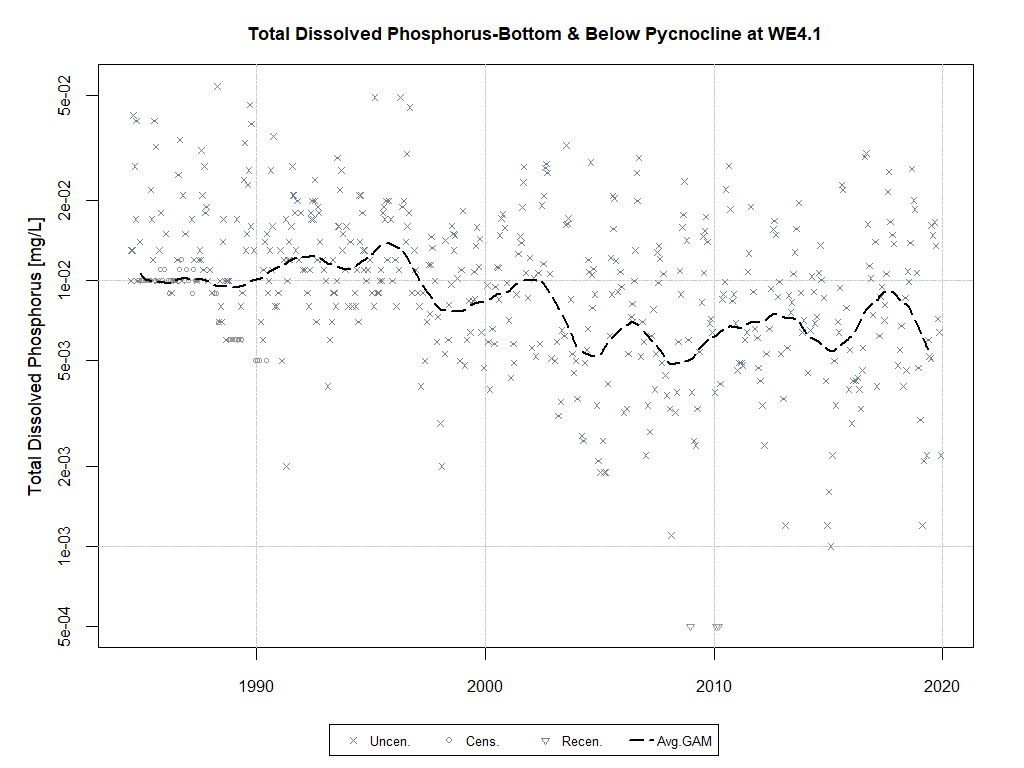 Total Dissolved Phosphorus-Bottom & Below Pycnocline at WE4.1
Total Dissolved Phosphorus [mg/L]
5e-02
2e-02
1e-02
5e-03
2e-03
1e-03
5e-04
1990 2000 2010 2020
Uncen. Cens. Recen. Avg.GAM